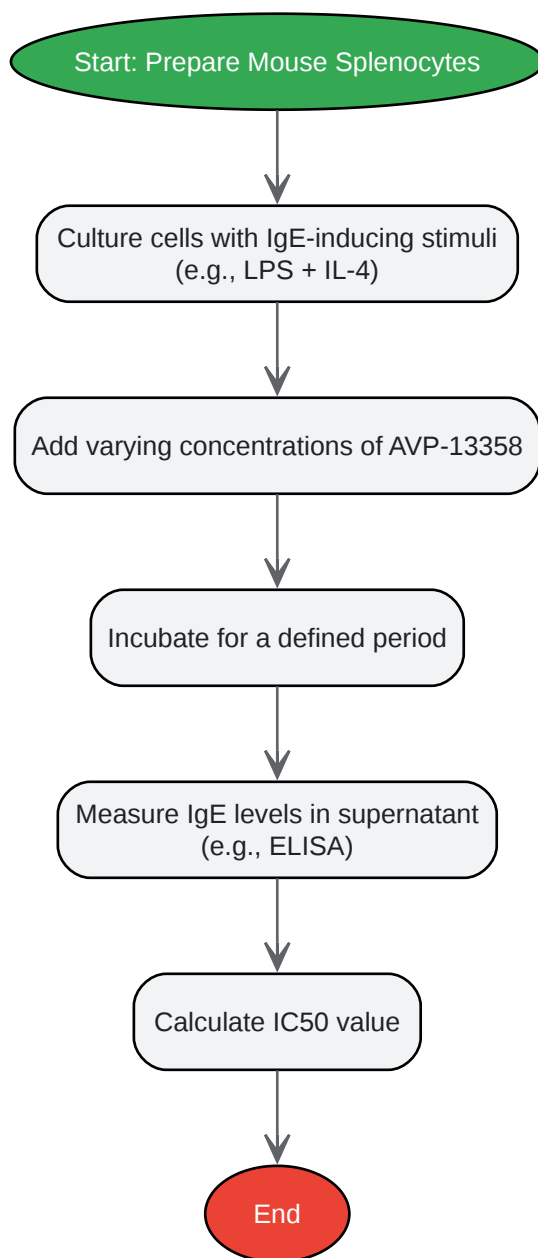 Start: Prepare Mouse Splenocytes
Culture cells with IgE-inducing stimuli
(e.g., LPS + IL-4)
Add varying concentrations of AVP-13358
Incubate for a defined period
Measure IgE levels in supernatant
(e.g., ELISA)
Calculate IC50 value
End